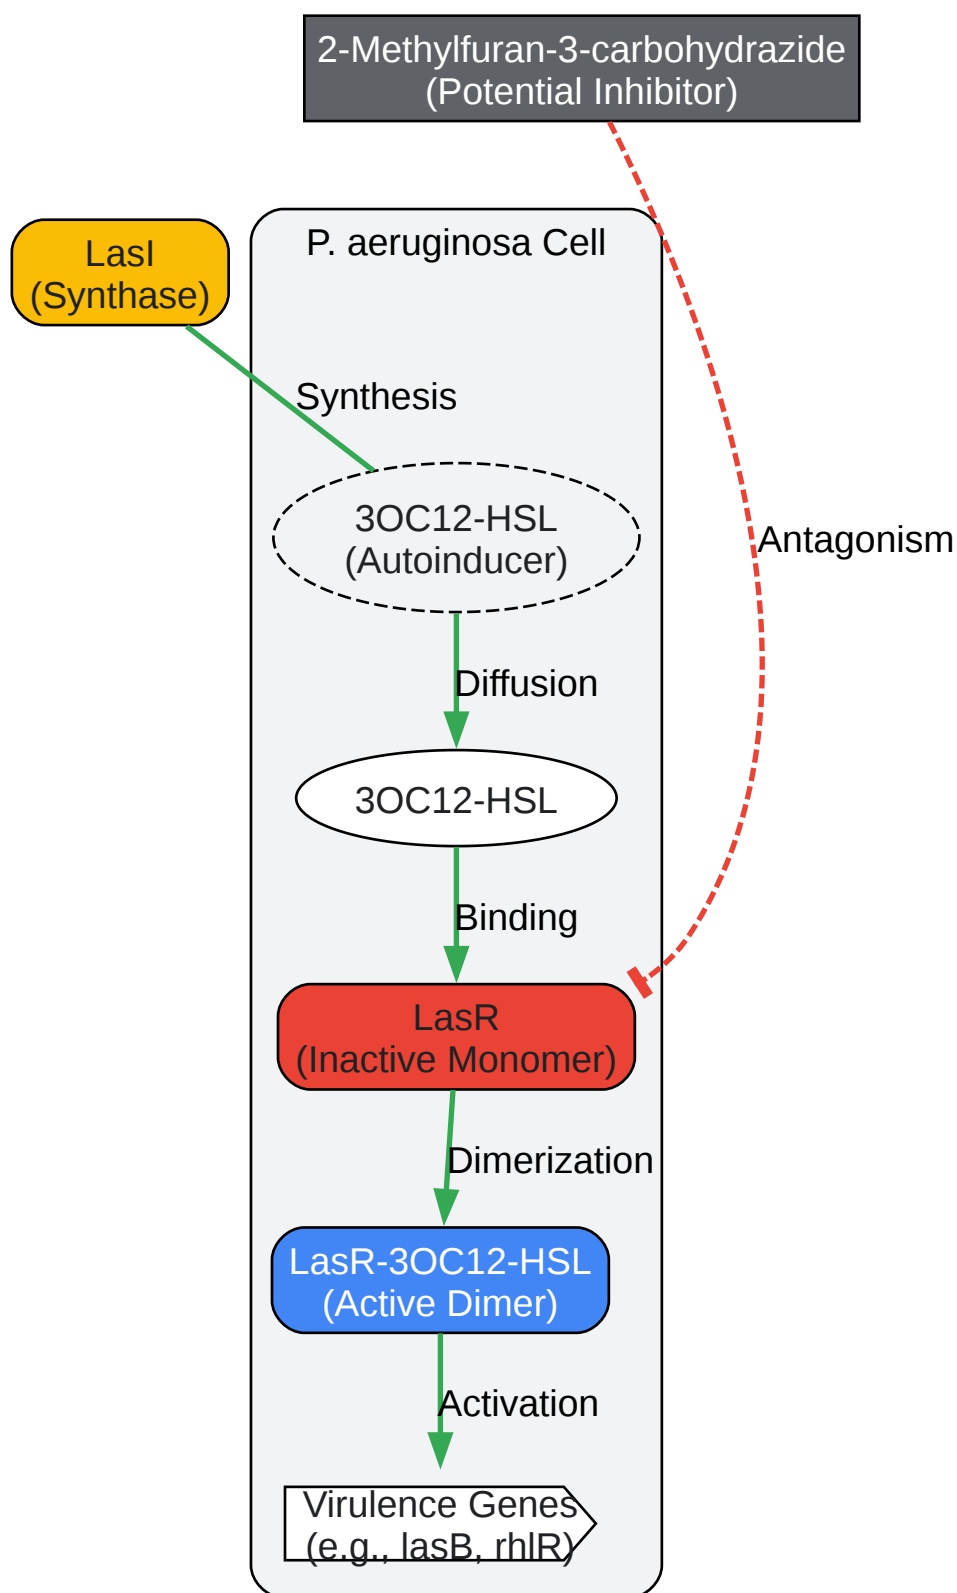 2-Methylfuran-3-carbohydrazide
(Potential Inhibitor)
P. aeruginosa Cell
LasI
(Synthase)
Synthesis
3OC12-HSL
(Autoinducer)
Antagonism
Diffusion
3OC12-HSL
Binding
LasR
(Inactive Monomer)
Dimerization
LasR-3OC12-HSL
(Active Dimer)
Activation
Virulence Genes
(e.g., lasB, rhlR)